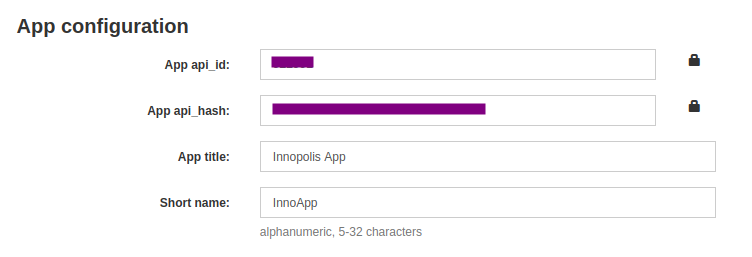 App configuration
App api_id:
App api_hash:
App title: Innopolis App
Short name: InnoApp
alphanumeric, 5-32 characters